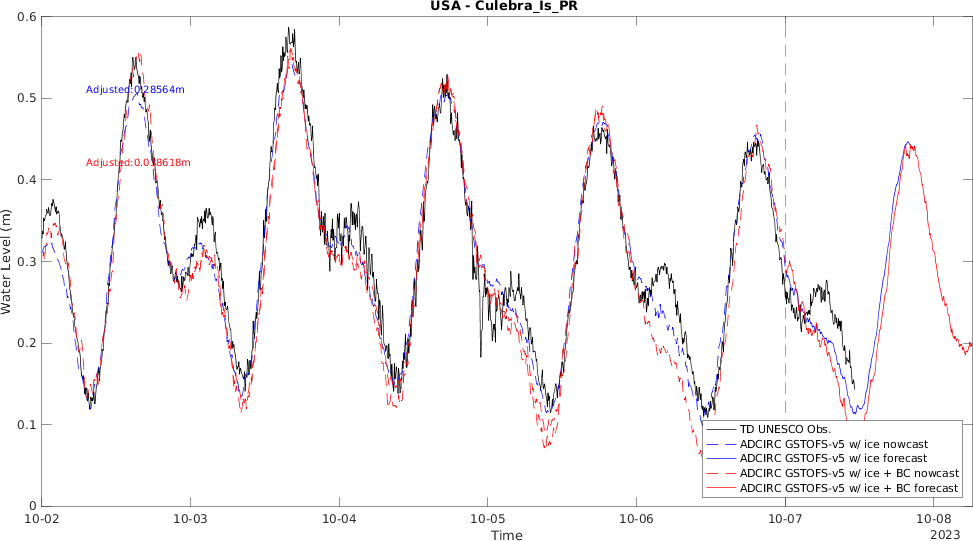 USA - Culebra_Is_PR
0.6
0.5
0.4
0.3
0.2
0.1
0
Water Level (m)
Adjusted:0.28564m
Adjusted:0.038618m
TD UNESCO Obs.
ADCIRC GSTOFS-v5 w/ ice nowcast
ADCIRC GSTOFS-v5 w/ ice forecast
ADCIRC GSTOFS-v5 w/ ice + BC nowcast
ADCIRC GSTOFS-v5 w/ ice + BC forecast
10-02 10-03 10-04 10-05 10-06 10-07 10-08
Time
2023